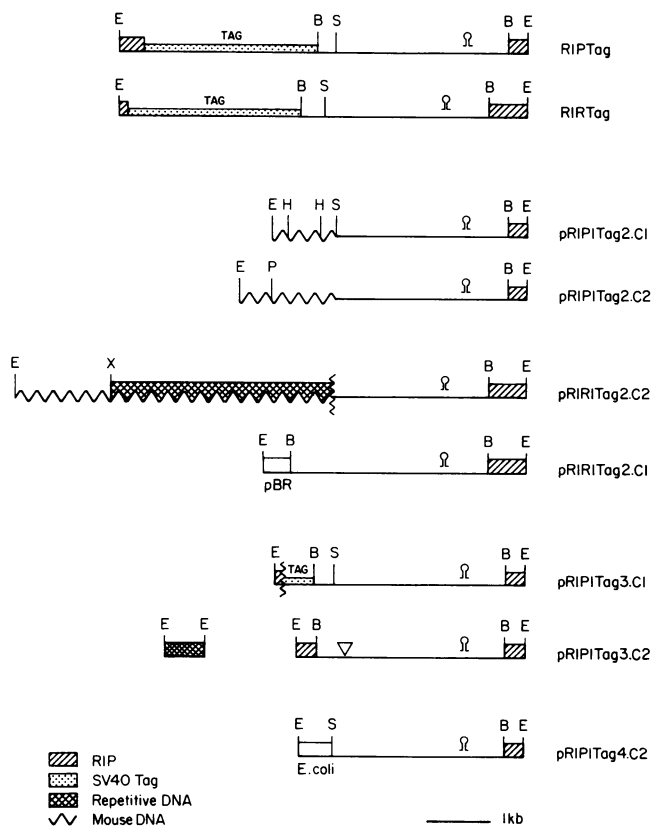 E TAG B S B E RIPTag
E TAG B S B E RIRTag
E H H S B E pRIPITag2.C1
E P B E pRIPITag2.C2
E X B E pRIRITag2.C2
E B B E pRIRITag2.C1
pBR
E TAG B S B E pRIPITag3.C1
E E E B B E pRIPITag3.C2
E S B E pRIPITag4.C2
E.coli
RIP
SV40 Tag
Repetitive DNA
Mouse DNA
1kb